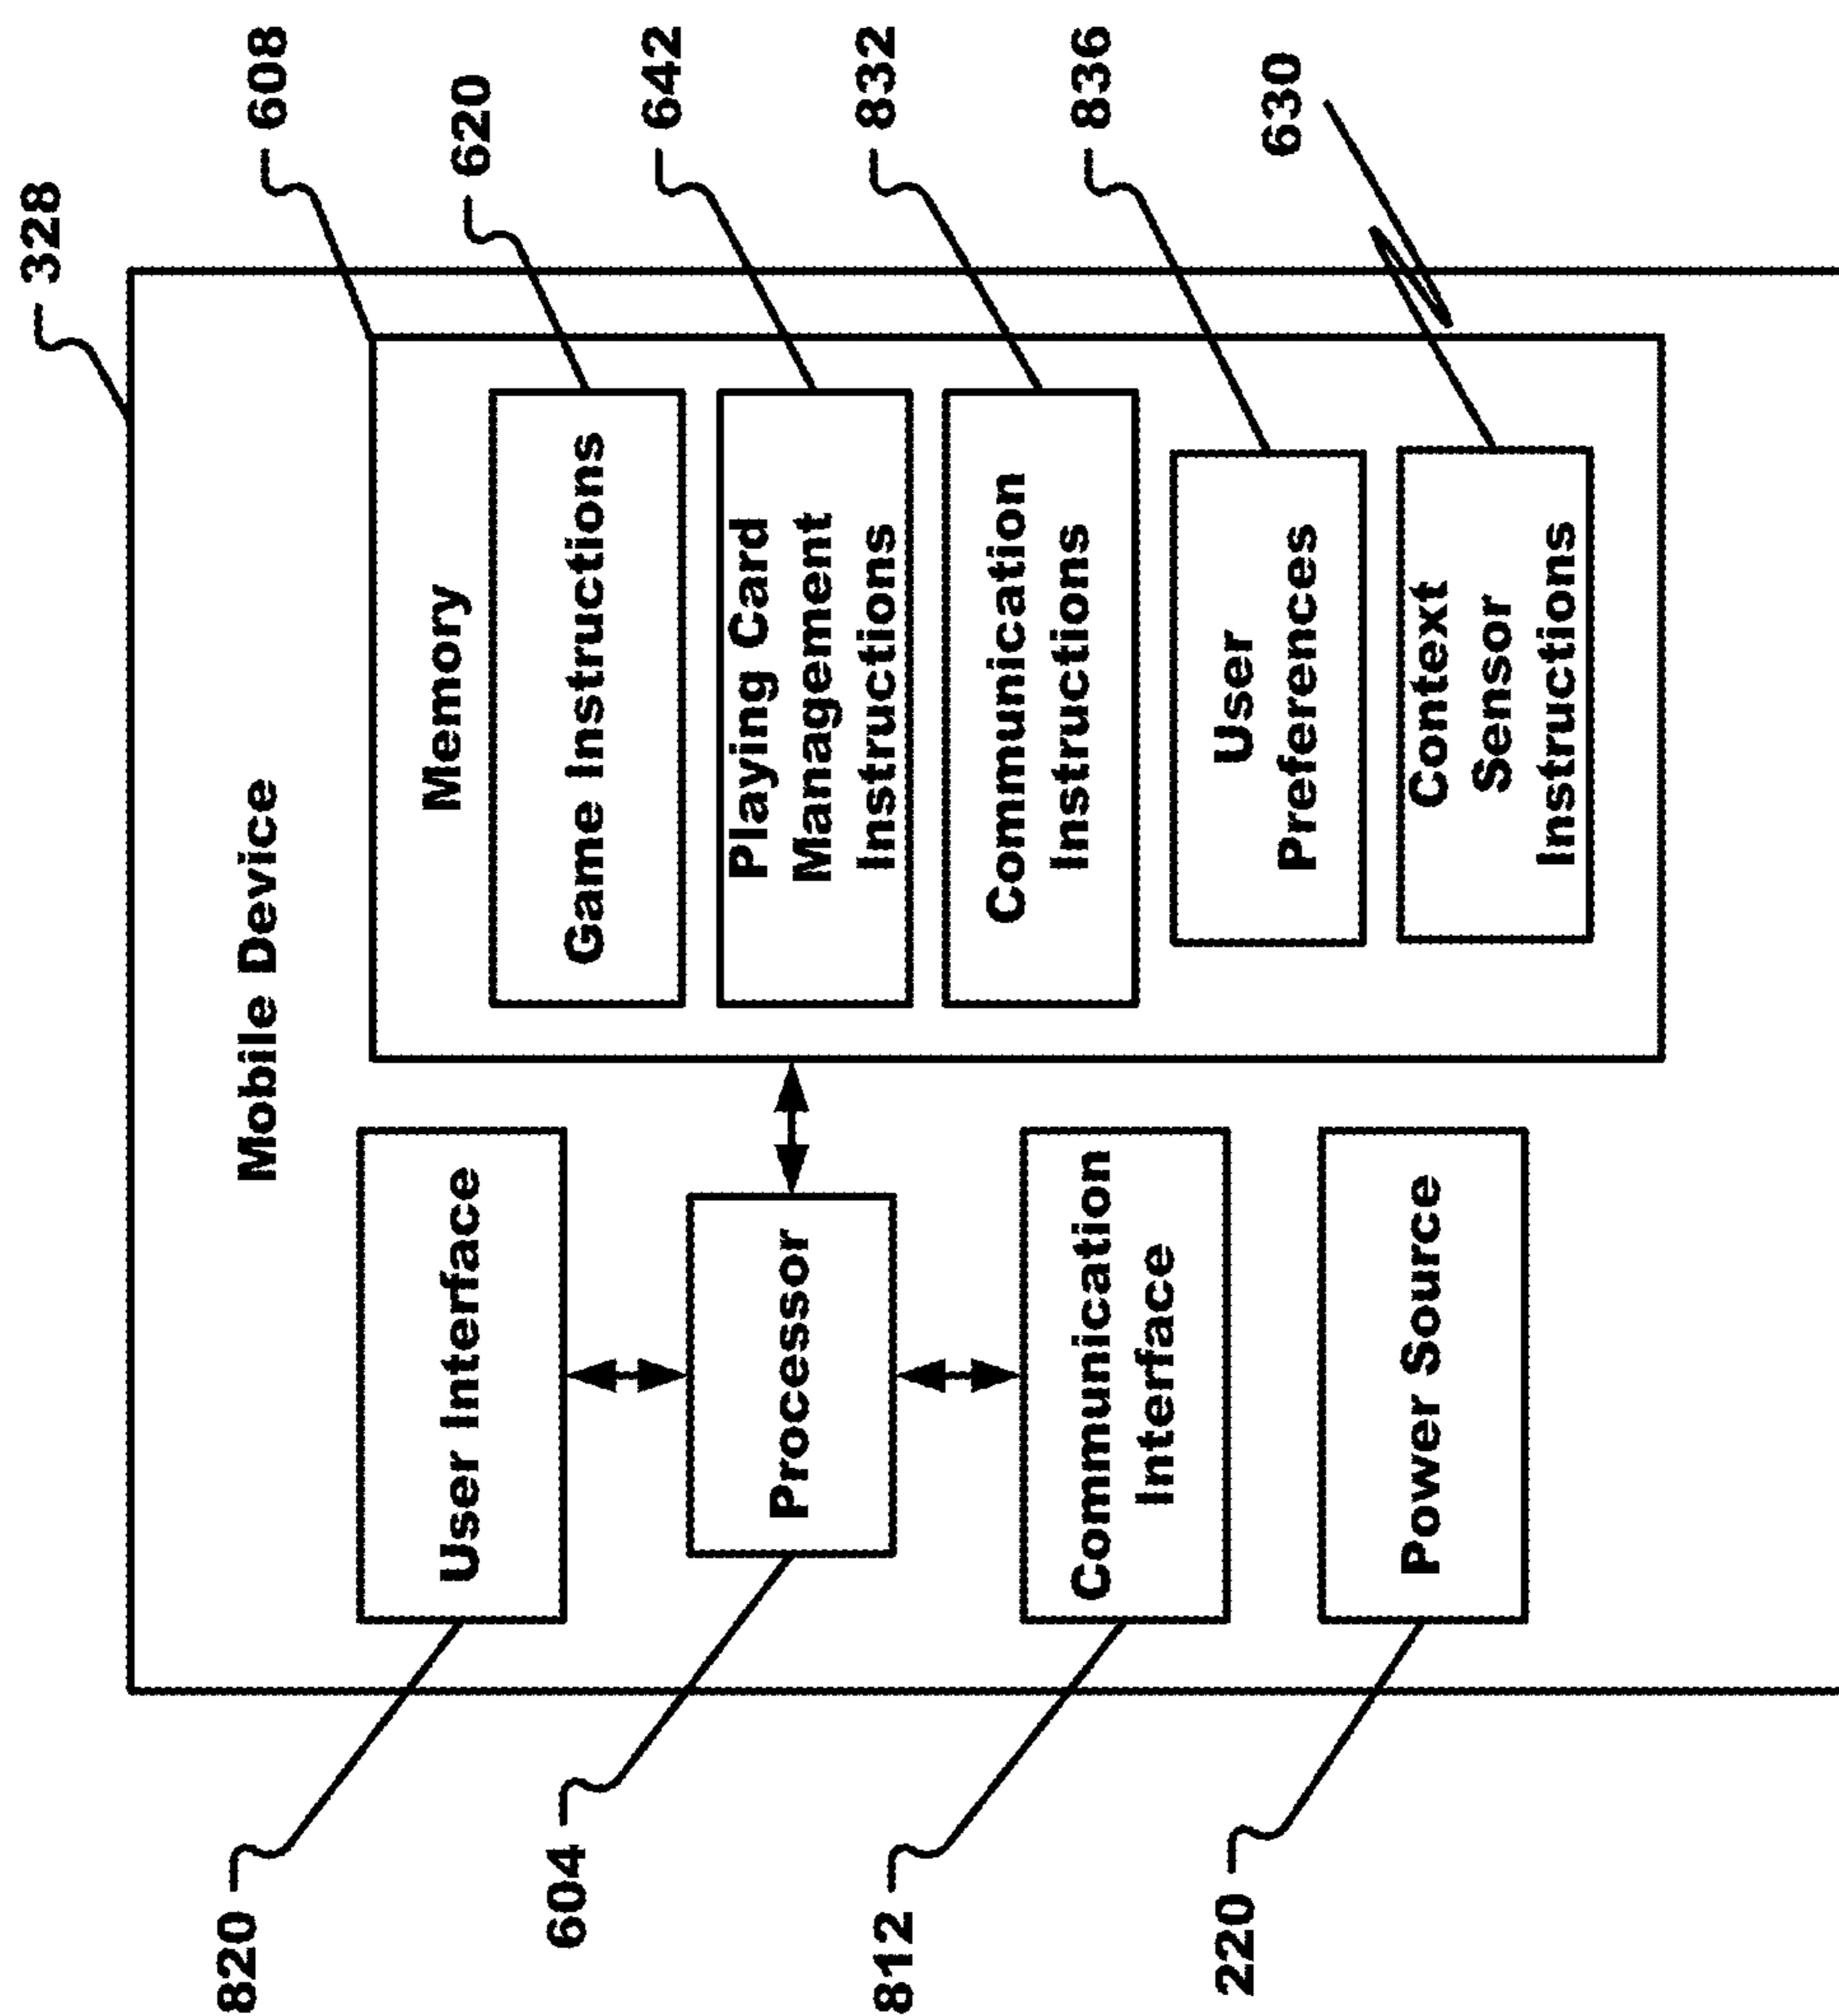 328
608
620
642
832
836
630
Mobile Device
Memory
Game Instructions
Playing Card
Management
Instructions
Communication
Instructions
User
Preferences
Context
Sensor
Instructions
User Interface
Processor
Communication
Interface
Power Source
820
604
812
220